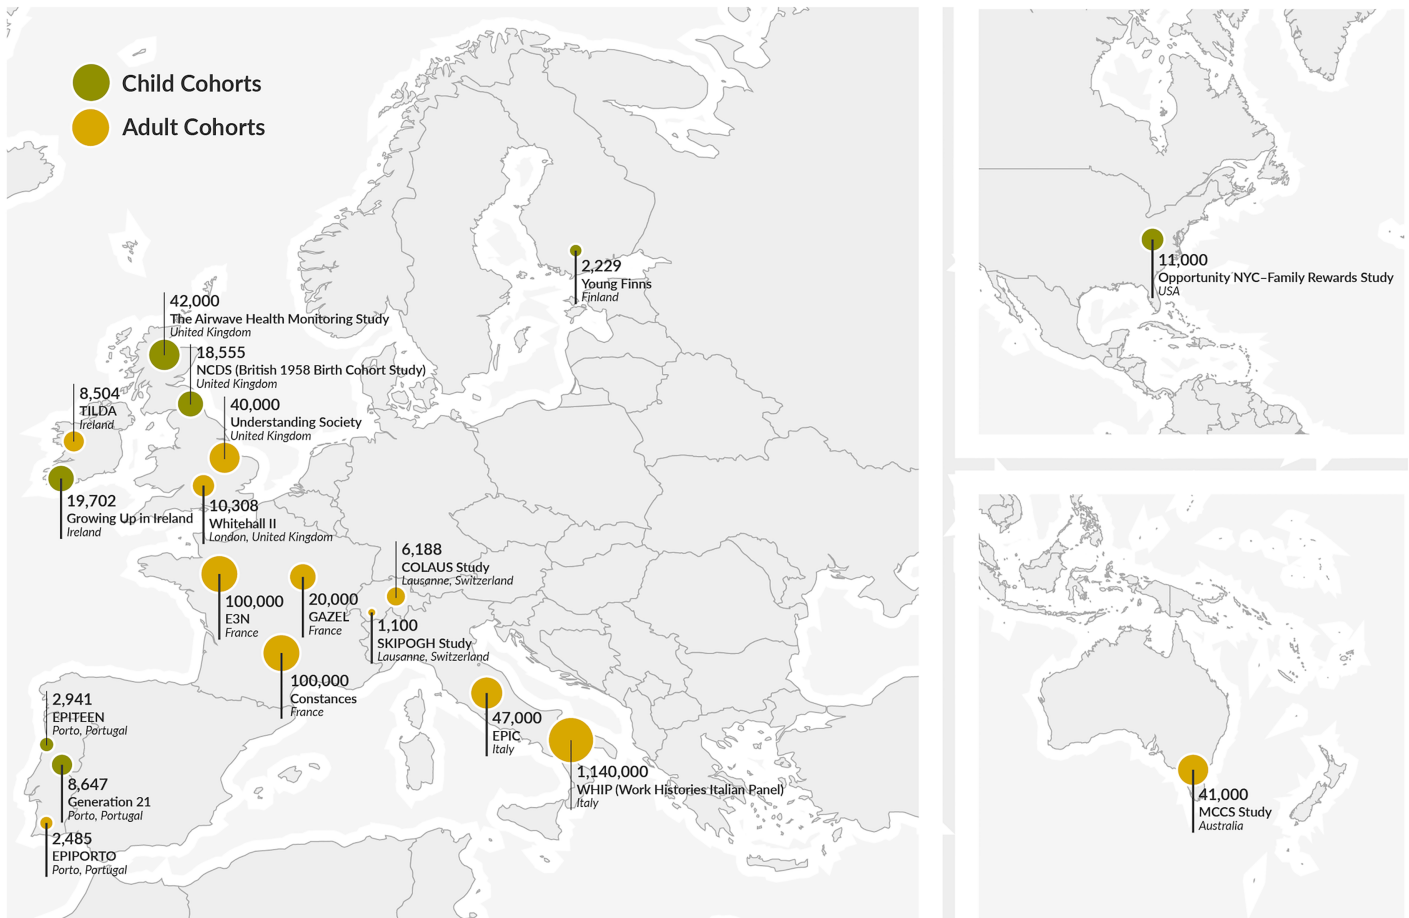 Child Cohorts
Adult Cohorts
2,229
Young Finns
Finland
42,000
The Airwave Health Monitoring Study
United Kingdom
18,555
NCDS (British 1958 Birth Cohort Study)
United Kingdom
8,504
TILDA
Ireland
40,000
Understanding Society
United Kingdom
19,702
Growing Up in Ireland
Ireland
10,308
Whitehall II
London, United Kingdom
6,188
COLAUS Study
Lausanne, Switzerland
100,000
E3N
France
20,000
GAZEL
France
1,100
SKIPOGH Study
Lausanne, Switzerland
100,000
Constances
France
2,941
EPITEEN
Porto, Portugal
47,000
EPIC
Italy
1,140,000
WHIP (Work Histories Italian Panel)
Italy
8,647
Generation 21
Porto, Portugal
2,485
EPIPORTO
Porto, Portugal
11,000
Opportunity NYC–Family Rewards Study
USA
41,000
MCCS Study
Australia